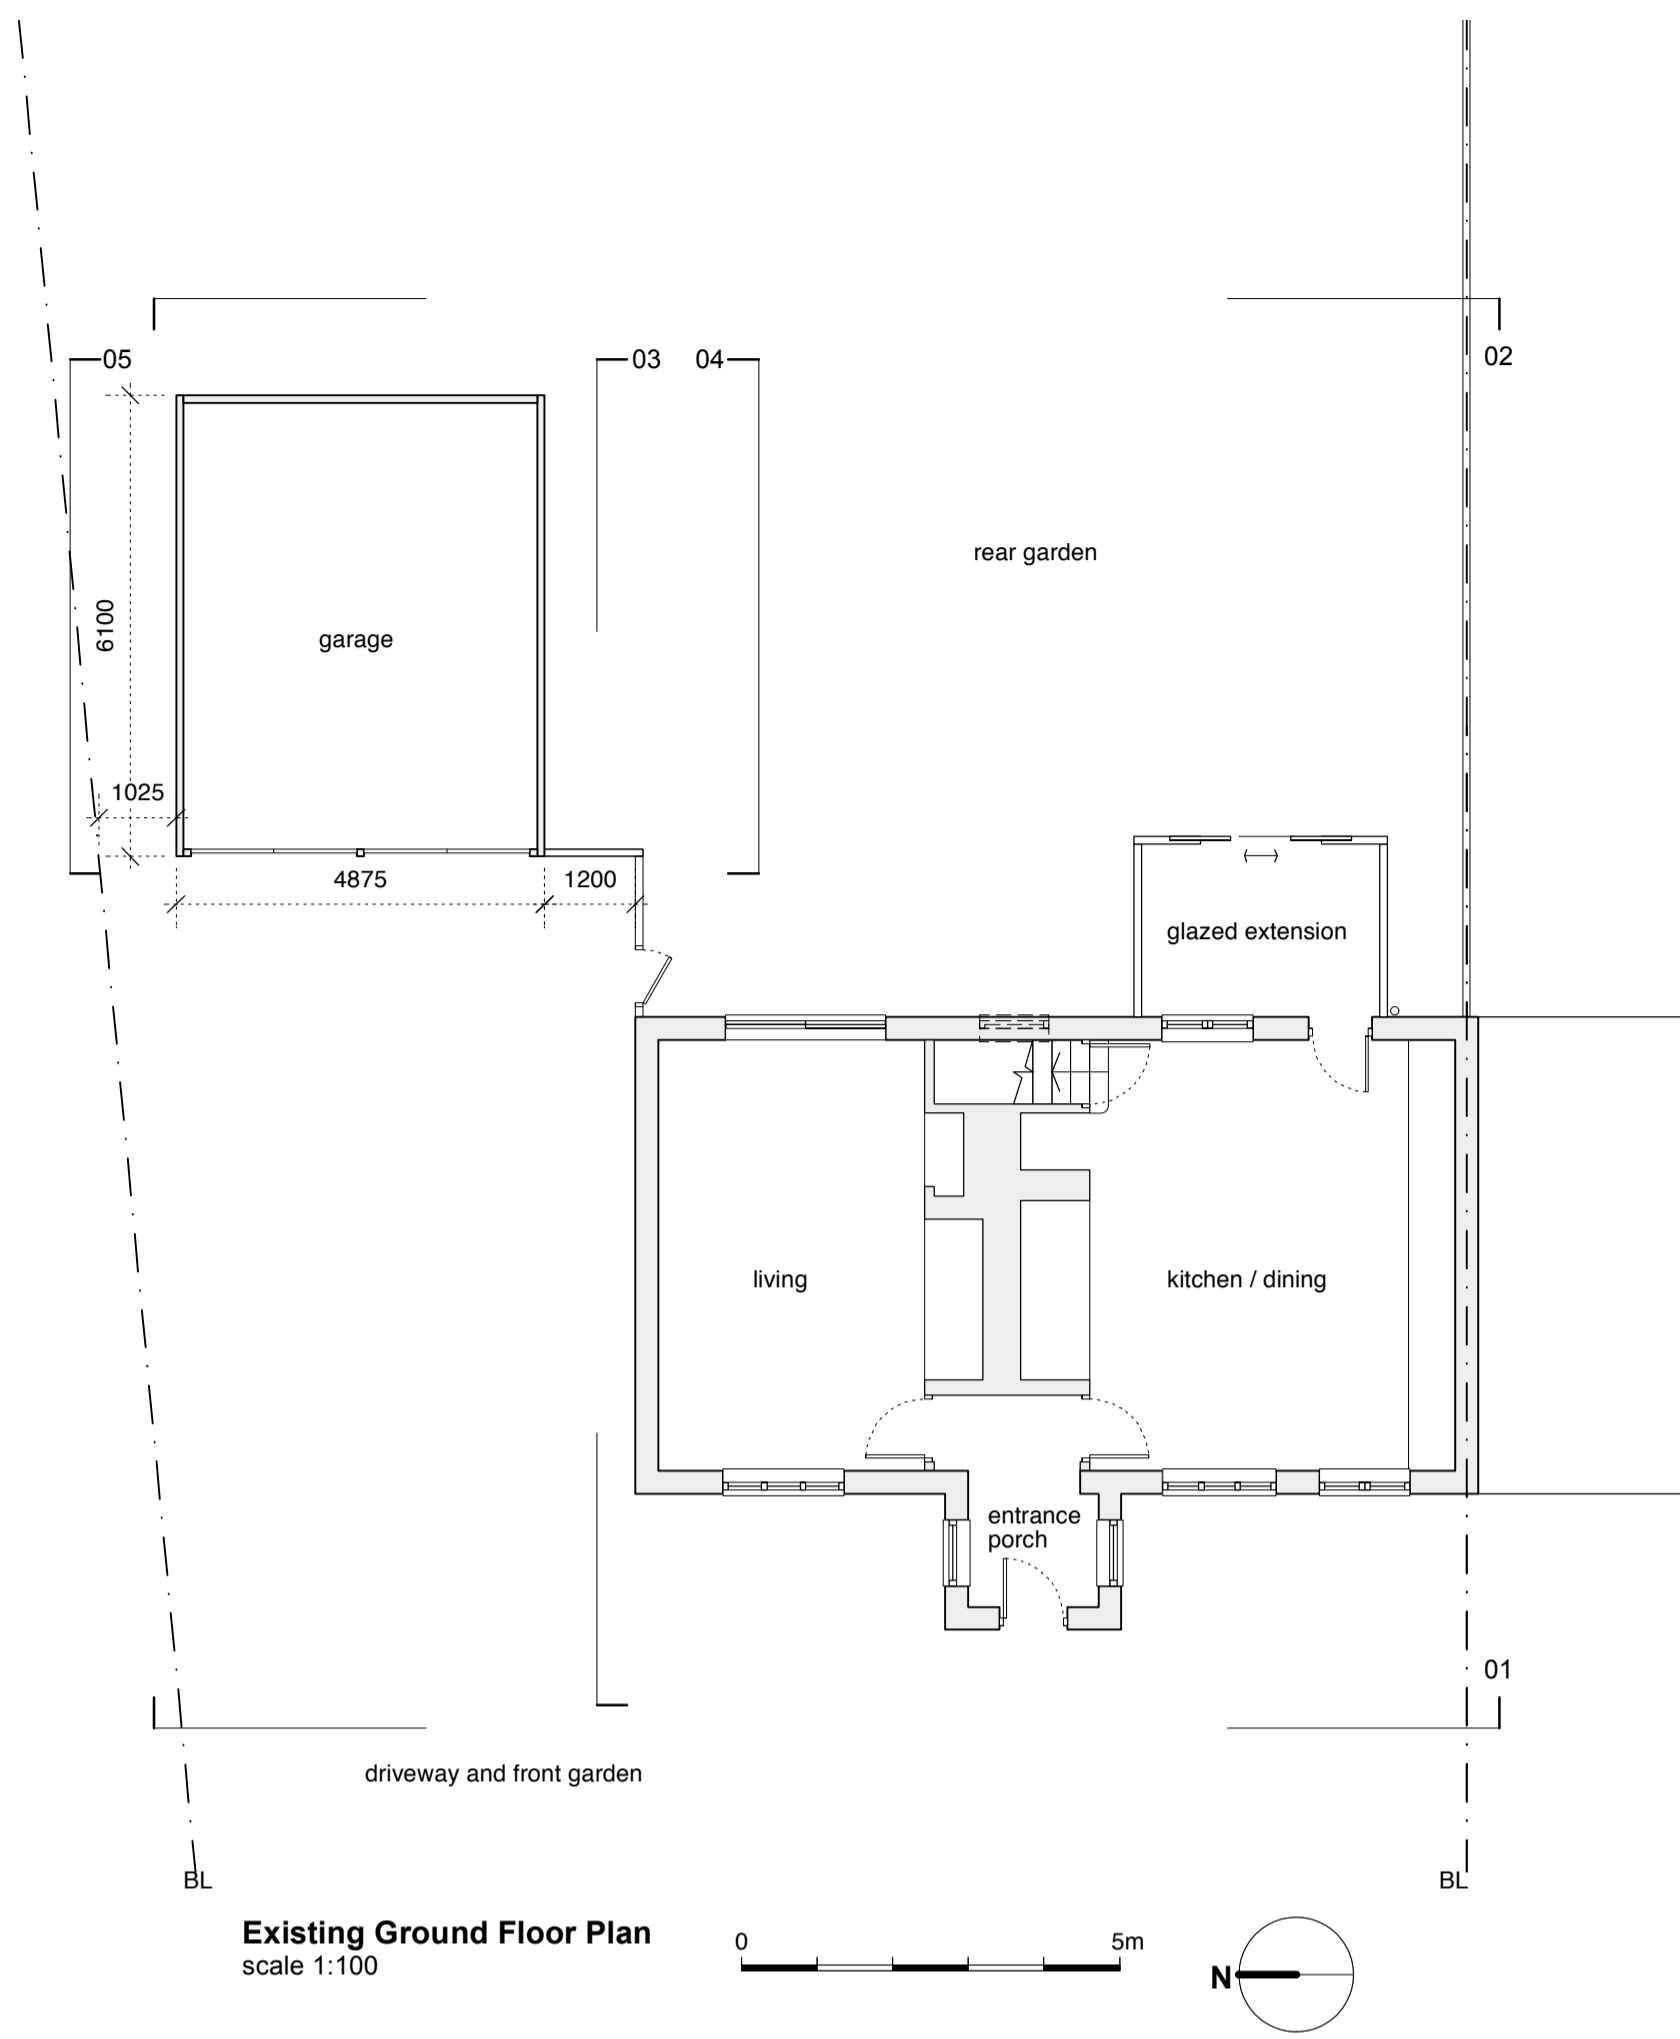 02
05
03
04
rear garden
6100
garage
1025
4875
1200
glazed extension
living
kitchen / dining
entrance
porch
01
driveway and front garden
BL
BL
Existing Ground Floor Plan
scale 1:100
0
5m
N